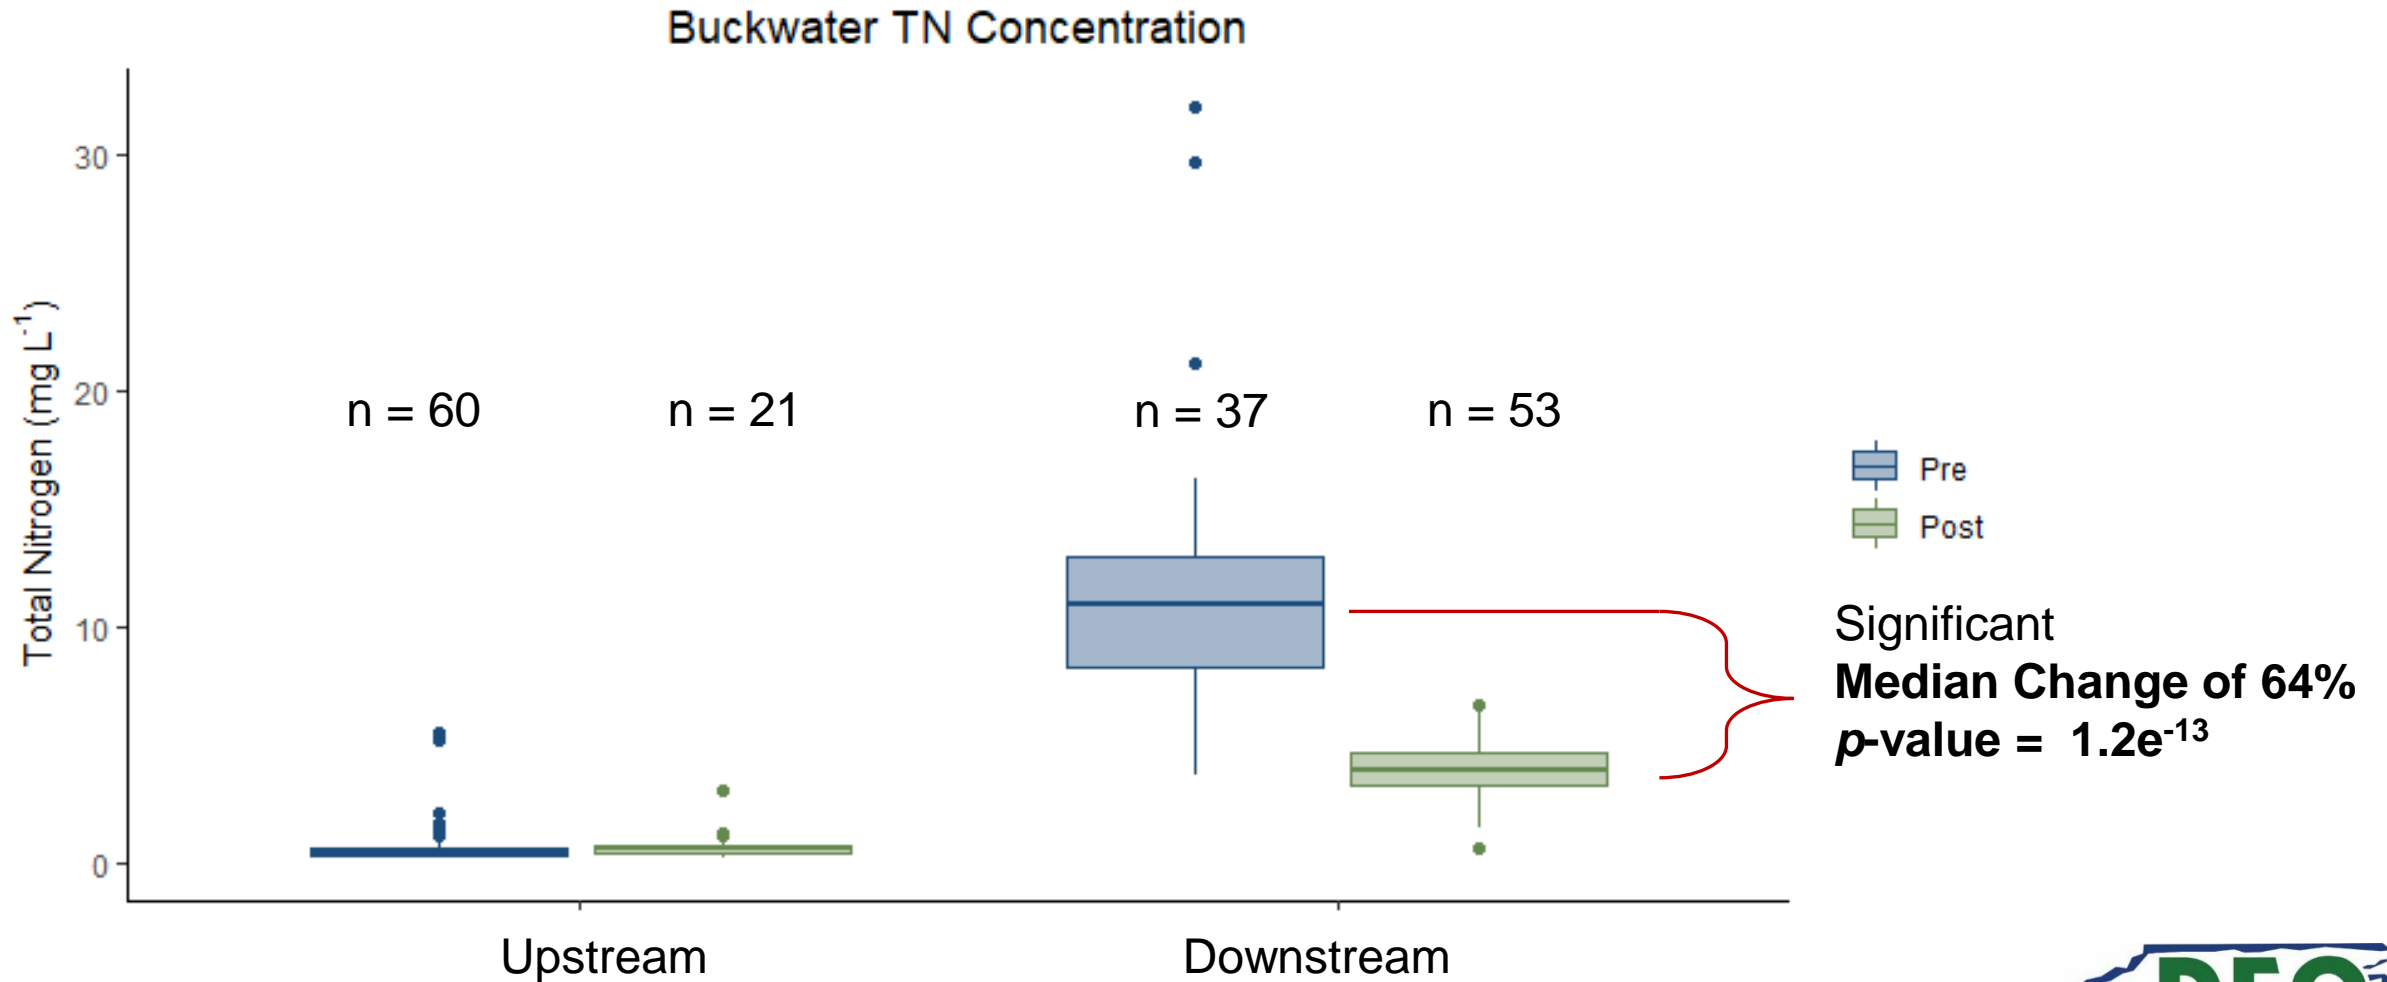 Buckwater TN Concentration
Total Nitrogen (mg L⁻¹)
30
20
10
0
n = 60
n = 21
n = 37
n = 53
Pre
Post
Significant
Median Change of 64%
p-value = 1.2e⁻¹³
Upstream
Downstream
DEQ